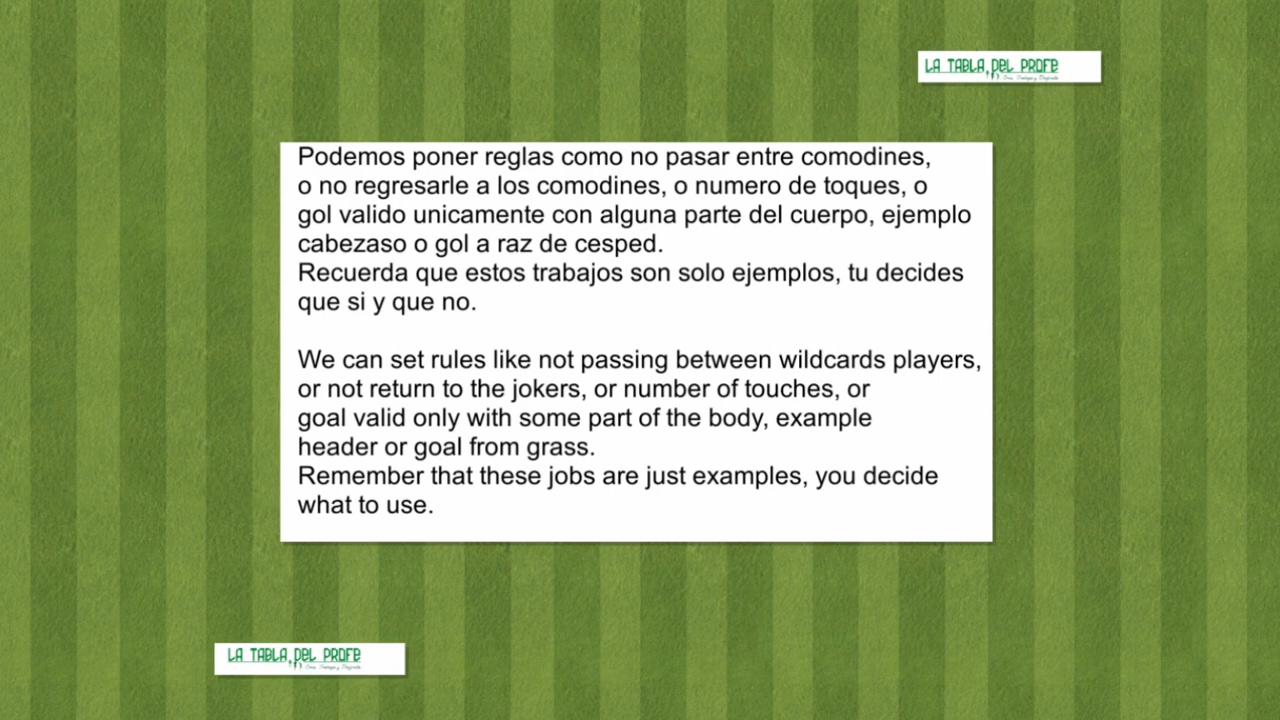 LA TABLA DEL PROFE
Podemos poner reglas como no pasar entre comodines,
o no regresarle a los comodines, o numero de toques, o
gol valido unicamente con alguna parte del cuerpo, ejemplo
cabezaso o gol a raz de cesped.
Recuerda que estos trabajos son solo ejemplos, tu decides
que si y que no.
We can set rules like not passing between wildcards players,
or not return to the jokers, or number of touches, or
goal valid only with some part of the body, example
header or goal from grass.
Remember that these jobs are just examples, you decide
what to use.
LA TABLA DEL PROFE